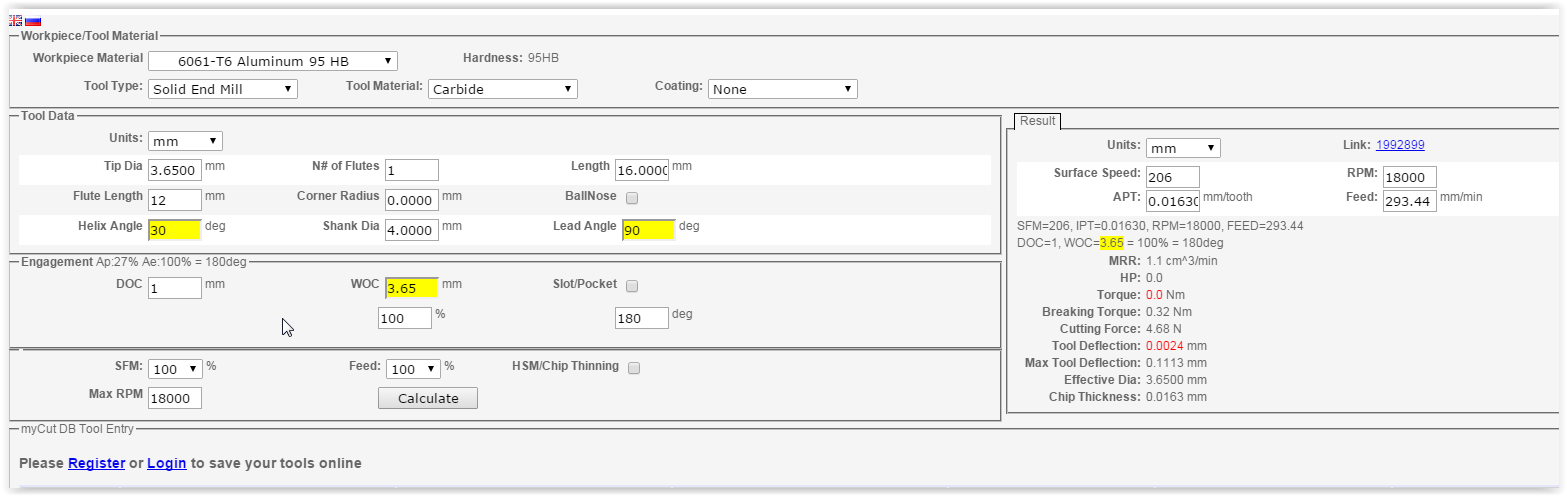 Workpiece/Tool Material
Workpiece Material 6061-T6 Aluminum 95 HB Hardness: 95HB
Tool Type: Solid End Mill Tool Material: Carbide Coating: None
Tool Data
Units: mm
Tip Dia 3.6500 mm N# of Flutes 1 Length 16.0000 mm
Flute Length 12 mm Corner Radius 0.0000 mm BallNose
Helix Angle 30 deg Shank Dia 4.0000 mm Lead Angle 90 deg
Engagement Ap:27% Ae:100% = 180deg
DOC 1 mm WOC 3.65 mm Slot/Pocket
100 % 180 deg
SFM: 100 % Feed: 100 % HSM/Chip Thinning
Max RPM 18000 Calculate
Result
Units: mm Link: 1992899
Surface Speed: 206 RPM: 18000
APT: 0.01630 mm/tooth Feed: 293.44 mm/min
SFM=206, IPT=0.01630, RPM=18000, FEED=293.44
DOC=1, WOC=3.65 = 100% = 180deg
MRR: 1.1 cm^3/min
HP: 0.0
Torque: 0.0 Nm
Breaking Torque: 0.32 Nm
Cutting Force: 4.68 N
Tool Deflection: 0.0024 mm
Max Tool Deflection: 0.1113 mm
Effective Dia: 3.6500 mm
Chip Thickness: 0.0163 mm
myCut DB Tool Entry
Please Register or Login to save your tools online